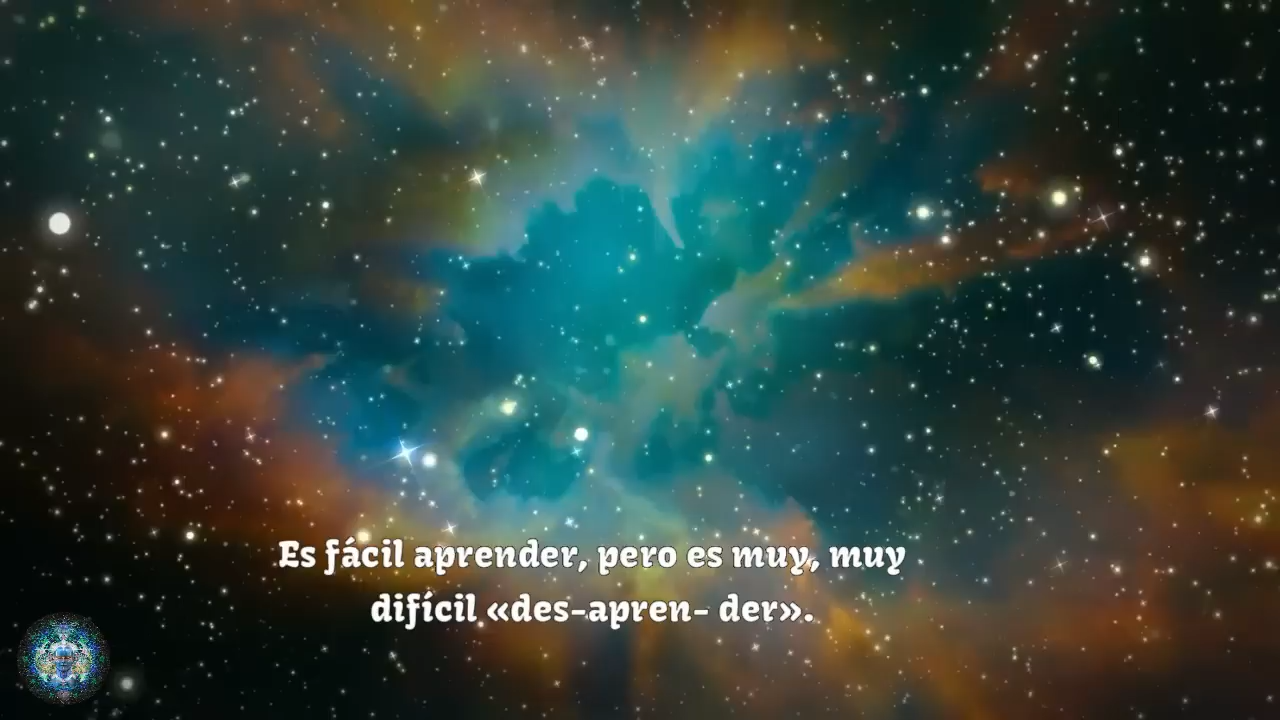 Es fácil aprender, pero es muy, muy
difícil «des-apren- der».